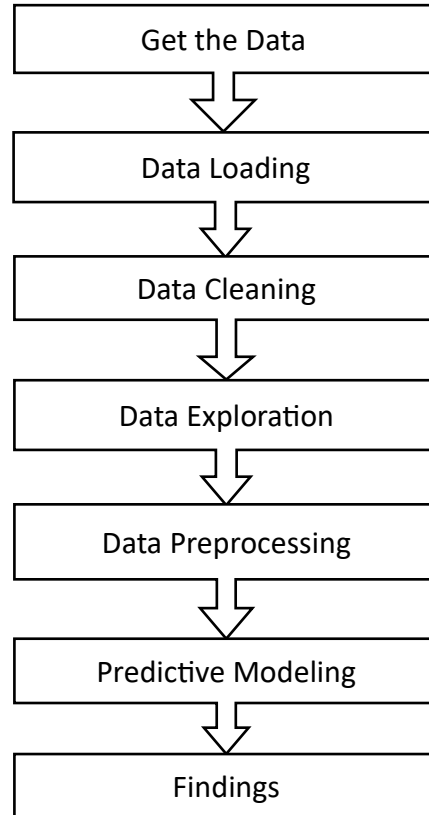 Get the Data
Data Loading
Data Cleaning
Data Exploration
Data Preprocessing
Predictive Modeling
Findings